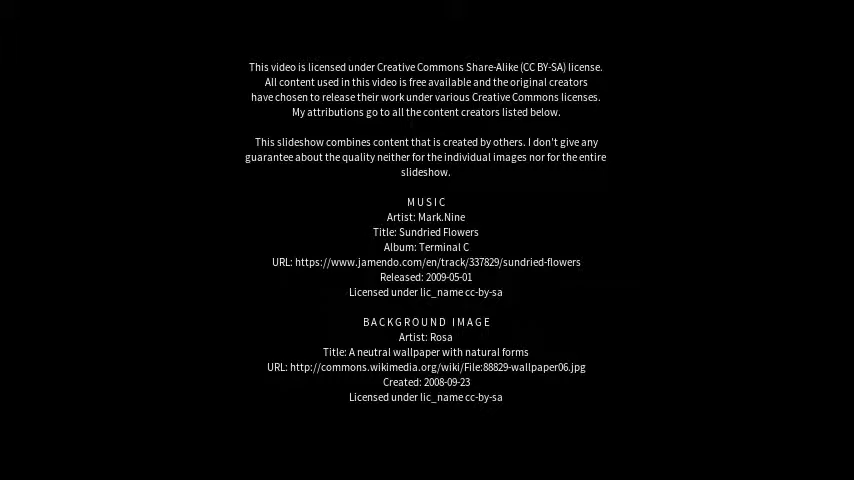 This video is licensed under Creative Commons Share-Alike (CC BY-SA) license.
All content used in this video is free available and the original creators
have chosen to release their work under various Creative Commons licenses.
My attributions go to all the content creators listed below.
This slideshow combines content that is created by others. I don't give any
guarantee about the quality neither for the individual images nor for the entire
slideshow.
MUSIC
Artist: Mark.Nine
Title: Sundried Flowers
Album: Terminal C
URL: https://www.jamendo.com/en/track/337829/sundried-flowers
Released: 2009-05-01
Licensed under lic_name cc-by-sa
BACKGROUND IMAGE
Artist: Rosa
Title: A neutral wallpaper with natural forms
URL: http://commons.wikimedia.org/wiki/File:88829-wallpaper06.jpg
Created: 2008-09-23
Licensed under lic_name cc-by-sa